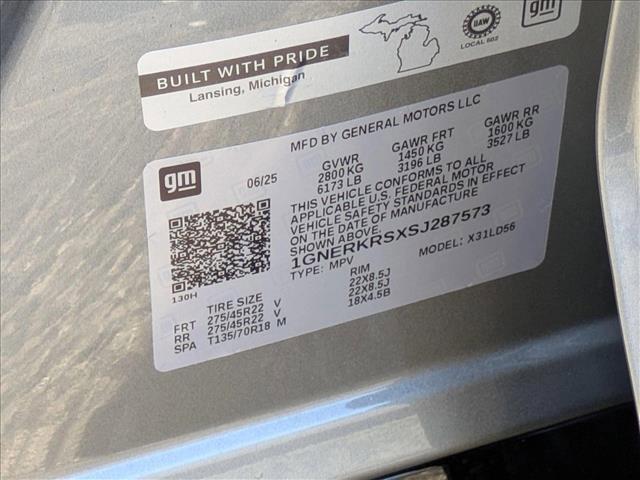 BUILT WITH PRIDE
Lansing, Michigan
UAW
LOCAL 602
gm
gm
06/25
MFD BY GENERAL MOTORS LLC
GVWR GAWR FRT GAWR RR
2800 KG 1450 KG 1600 KG
6173 LB 3196 LB 3527 LB
THIS VEHICLE CONFORMS TO ALL
APPLICABLE U.S. FEDERAL MOTOR
VEHICLE SAFETY STANDARDS IN EFFECT
ON THE DATE OF MANUFACTURE
SHOWN ABOVE.
1GNERKRSXSJ287573
TYPE: MPV MODEL: X31LD56
130H
TIRE SIZE RIM
FRT 275/45R22 V 22X8.5J
RR 275/45R22 V 22X8.5J
SPA T135/70R18 M 18X4.5B